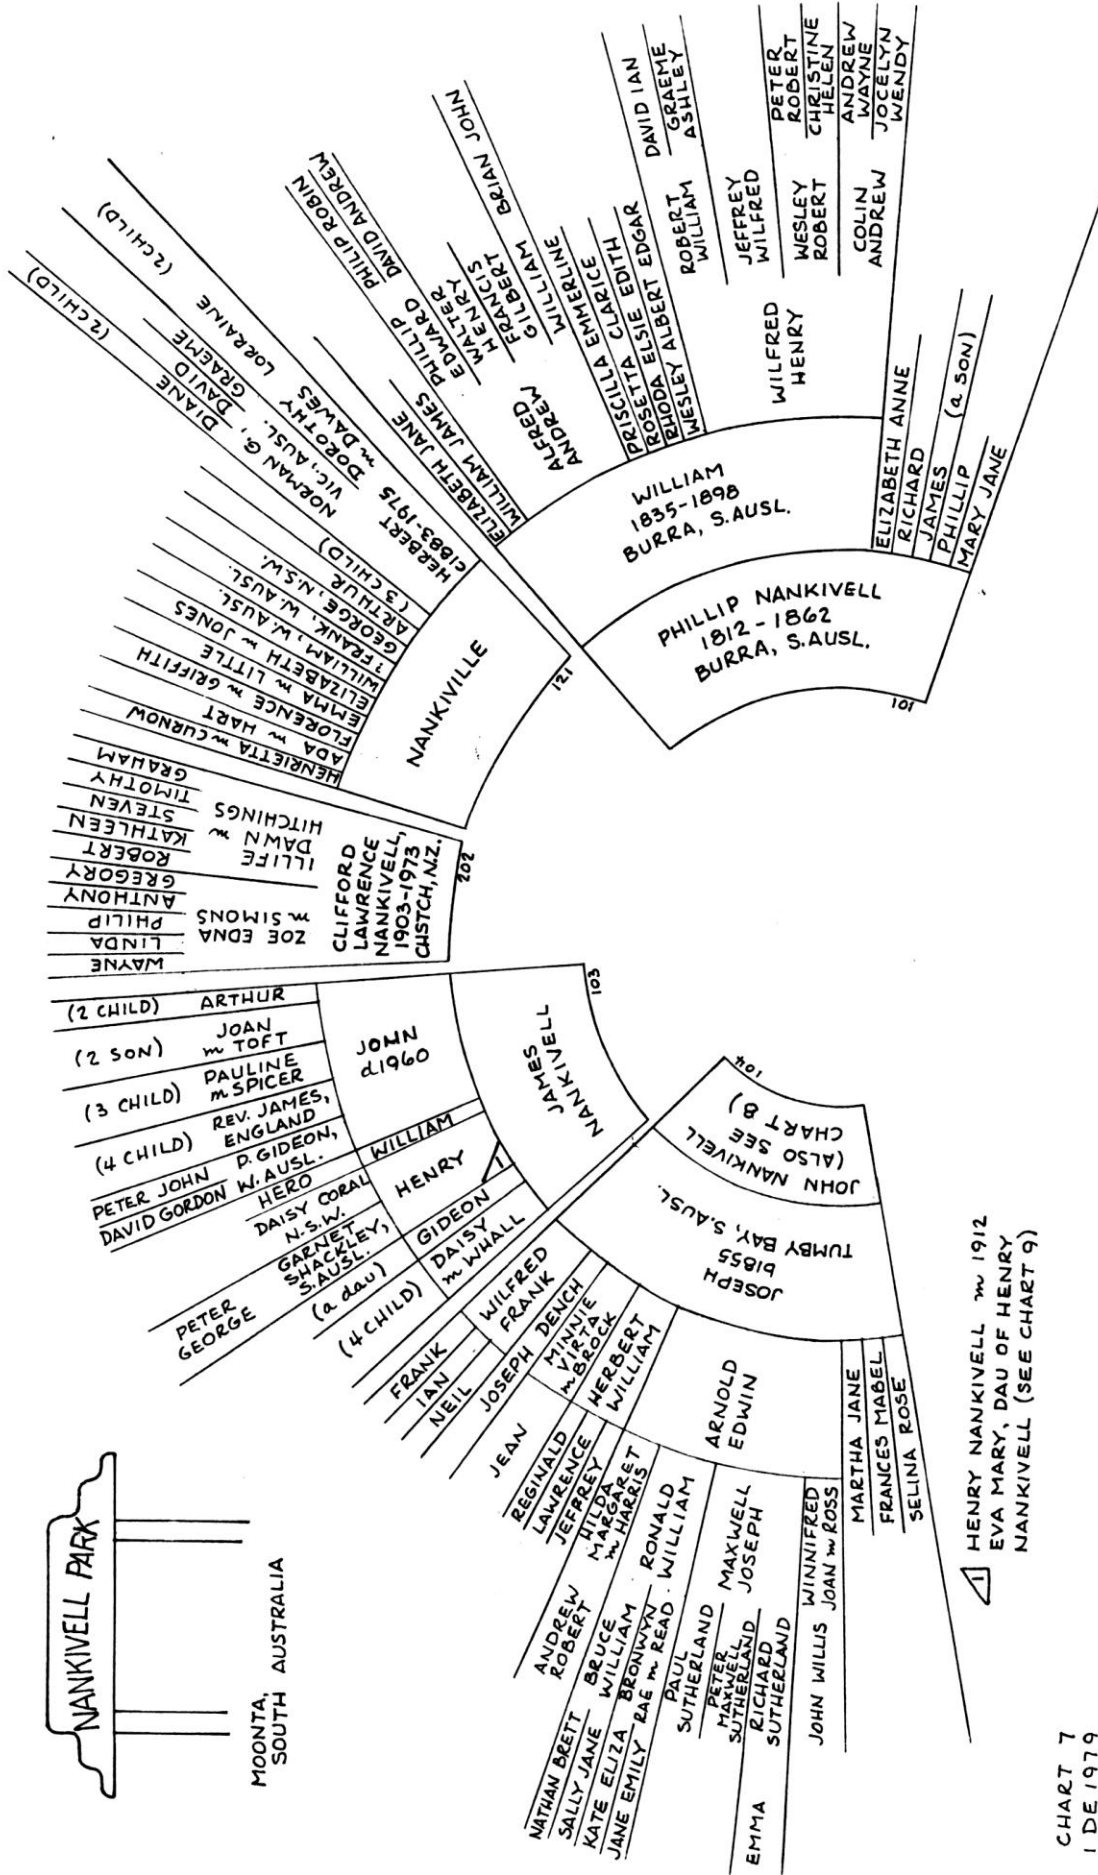 NANKIVELL PARK
MOONTA,
SOUTH AUSTRALIA
PHILLIP NANKIVELL
1812 - 1862
BURRA, S.AUSL.
101
WILLIAM
1835-1898
BURRA, S.AUSL.
ELIZABETH ANNE
RICHARD
JAMES
PHILLIP (a SON)
MARY JANE
ELIZABETH JANE
WILLIAM JAMES
ALFRED
ANDREW
PRISCILLA EMMERLINE
ROSETTA CLARICE
RHODA ELSIE EDITH
WESLEY ALBERT EDGAR
WILFRED
HENRY
PHILLIP
EDWARD
WALTER
HENRY
FRANCIS
GILBERT
WILLIAM
PHILIP ROBIN
DAVID ANDREW
BRIAN JOHN
ROBERT
WILLIAM
DAVID IAN
GRAEME
ASHLEY
JEFFREY
WILFRED
WESLEY
ROBERT
PETER
ROBERT
CHRISTINE
HELEN
COLIN
ANDREW
ANDREW
WAYNE
JOCELYN
WENDY
NANKIVILLE
121
HENRIETTA m CURNOW
ADA m HART
FLORENCE m GRIFFITH
EMMA m LITTLE
ELIZABETH m JONES
WILLIAM, W. AUSL.
? FRANK, W. AUSL.
GEORGE, N.S.W.
ARTHUR
(3 CHILD)
HERBERT
c1883-1975
NORMAN G.,
VIC., AUSL.
DIANE
DAVID
GRAEME
(2 CHILD)
DOROTHY
m DAWES
LORRAINE
(2 CHILD)
CLIFFORD
LAWRENCE
NANKIVELL,
1903-1973
CHSTCH, N.Z.
202
ZOE EDNA
m SIMONS
WAYNE
LINDA
PHILIP
ANTHONY
GREGORY
ILLIFE
DAWN m
HITCHINGS
ROBERT
KATHLEEN
STEVEN
TIMOTHY
GRAHAM
JAMES
NANKIVELL
103
JOHN
d.1960
WILLIAM
HENRY
1
GIDEON
DAISY
m WHALL
(2 CHILD) ARTHUR
(2 SON) JOAN
m TOFT
(3 CHILD) PAULINE
m SPICER
(4 CHILD) REV. JAMES,
ENGLAND
PETER JOHN
DAVID GORDON
P. GIDEON,
W. AUSL.
HERO
DAISY CORAL
N.S.W.
GARNET
SHACKLEY,
S.AUSL.
PETER
GEORGE
(a dau)
(4 CHILD)
JOHN NANKIVELL
(ALSO SEE
CHART 8)
104
JOSEPH
b1855
TUMBY BAY, S.AUSL.
WILFRED
FRANK
FRANK
IAN
NEIL
JOSEPH DENCH
MINNIE
VIRTA
m BROCK
JEAN
HERBERT
WILLIAM
REGINALD
LAWRENCE
JEFFREY
ARNOLD
EDWIN
HILDA
MARGARET
m HARRIS
ANDREW
ROBERT
RONALD
WILLIAM
BRUCE
WILLIAM
NATHAN BRETT
SALLY JANE
BRONWYN
RAE m READ
KATE ELIZA
JANE EMILY
MAXWELL
JOSEPH
PAUL
SUTHERLAND
PETER
MAXWELL
SUTHERLAND
RICHARD
SUTHERLAND
EMMA
WINNIFRED
JOAN m ROSS
JOHN WILLIS
MARTHA JANE
FRANCES MABEL
SELINA ROSE
1 HENRY NANKIVELL m 1912
EVA MARY, DAU OF HENRY
NANKIVELL (SEE CHART 9)
CHART 7
1 DE 1979